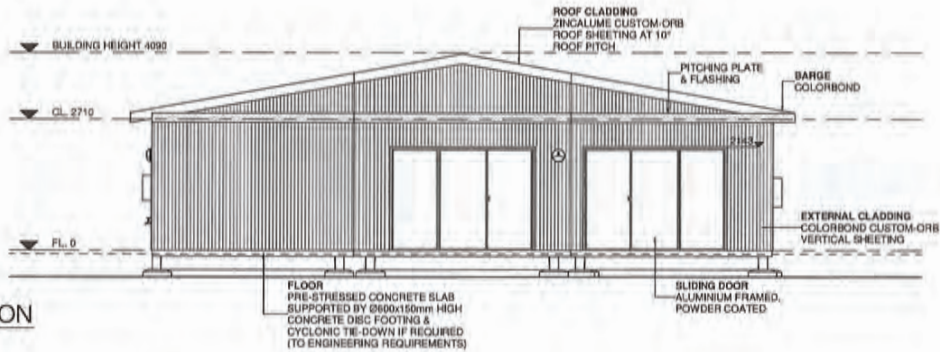 ROOF CLADDING
ZINCALUME CUSTOM-ORB
ROOF SHEETING AT 10°
ROOF PITCH
BUILDING HEIGHT 4090
PITCHING PLATE
& FLASHING
BARGE
COLORBOND
CL. 2710
2143
EXTERNAL CLADDING
COLORBOND CUSTOM-ORB
VERTICAL SHEETING
FL. 0
FLOOR
PRE-STRESSED CONCRETE SLAB
SUPPORTED BY Ø600x150mm HIGH
CONCRETE DISC FOOTING &
CYCLONIC TIE-DOWN IF REQUIRED
(TO ENGINEERING REQUIREMENTS)
SLIDING DOOR
ALUMINIUM FRAMED,
POWDER COATED
ON